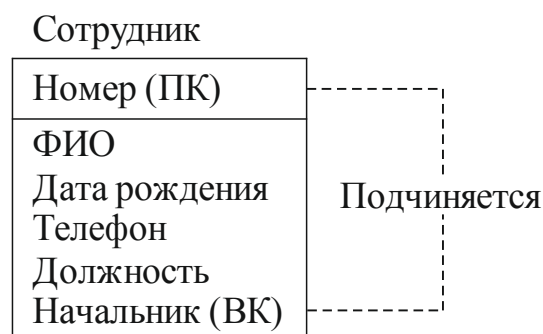 Сотрудник
Номер (ПК)
ФИО
Дата рождения
Подчиняется
Телефон
Должность
Начальник (ВК)